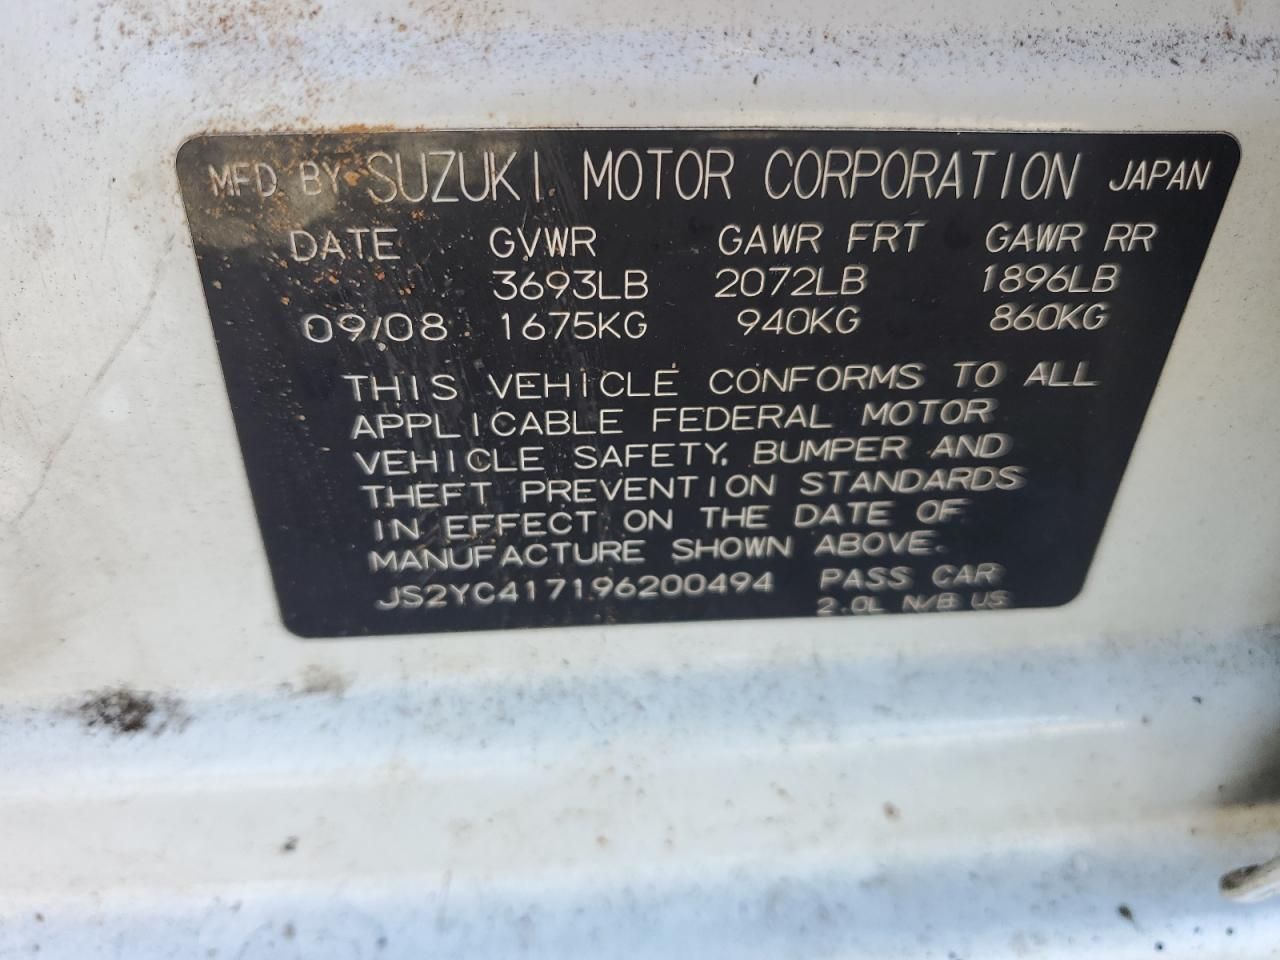 MFD BY SUZUKI MOTOR CORPORATION JAPAN
DATE GVWR GAWR FRT GAWR RR
3693LB 2072LB 1896LB
09/08 1675KG 940KG 860KG
THIS VEHICLE CONFORMS TO ALL
APPLICABLE FEDERAL MOTOR
VEHICLE SAFETY, BUMPER AND
THEFT PREVENTION STANDARDS
IN EFFECT ON THE DATE OF
MANUFACTURE SHOWN ABOVE.
JS2YC417196200494 PASS CAR
2.0L N/B US